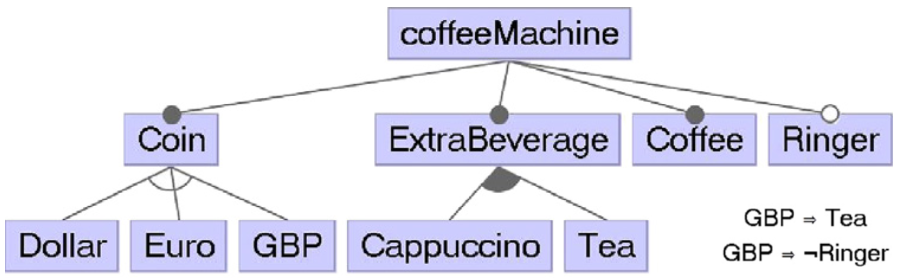 coffeeMachine
Coin
ExtraBeverage
Coffee
Ringer
Dollar
Euro
GBP
Cappuccino
Tea
GBP ⇒ Tea
GBP ⇒ ¬Ringer